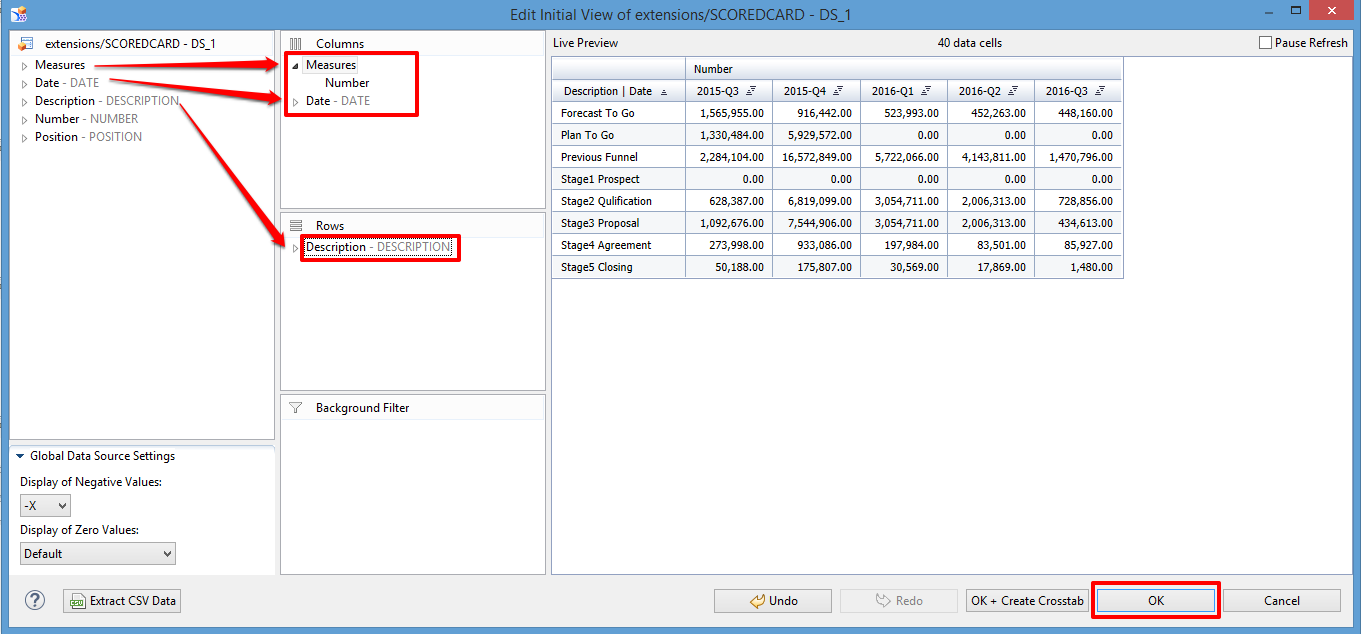 Edit Initial View of extensions/SCOREDCARD - DS_1
extensions/SCOREDCARD - DS_1
Measures
Date - DATE
Description - DESCRIPTION
Number - NUMBER
Position - POSITION
Columns
Measures
Number
Date - DATE
Rows
Description - DESCRIPTION
Background Filter
Live Preview 40 data cells Pause Refresh
Number
Description | Date 2015-Q3 2015-Q4 2016-Q1 2016-Q2 2016-Q3
Forecast To Go 1,565,955.00 916,442.00 523,993.00 452,263.00 448,160.00
Plan To Go 1,330,484.00 5,929,572.00 0.00 0.00 0.00
Previous Funnel 2,284,104.00 16,572,849.00 5,722,066.00 4,143,811.00 1,470,796.00
Stage1 Prospect 0.00 0.00 0.00 0.00 0.00
Stage2 Qulification 628,387.00 6,819,099.00 3,054,711.00 2,006,313.00 728,856.00
Stage3 Proposal 1,092,676.00 7,544,906.00 3,054,711.00 2,006,313.00 434,613.00
Stage4 Agreement 273,998.00 933,086.00 197,984.00 83,501.00 85,927.00
Stage5 Closing 50,188.00 175,807.00 30,569.00 17,869.00 1,480.00
Global Data Source Settings
Display of Negative Values:
-X
Display of Zero Values:
Default
? Extract CSV Data Undo Redo OK + Create Crosstab OK Cancel